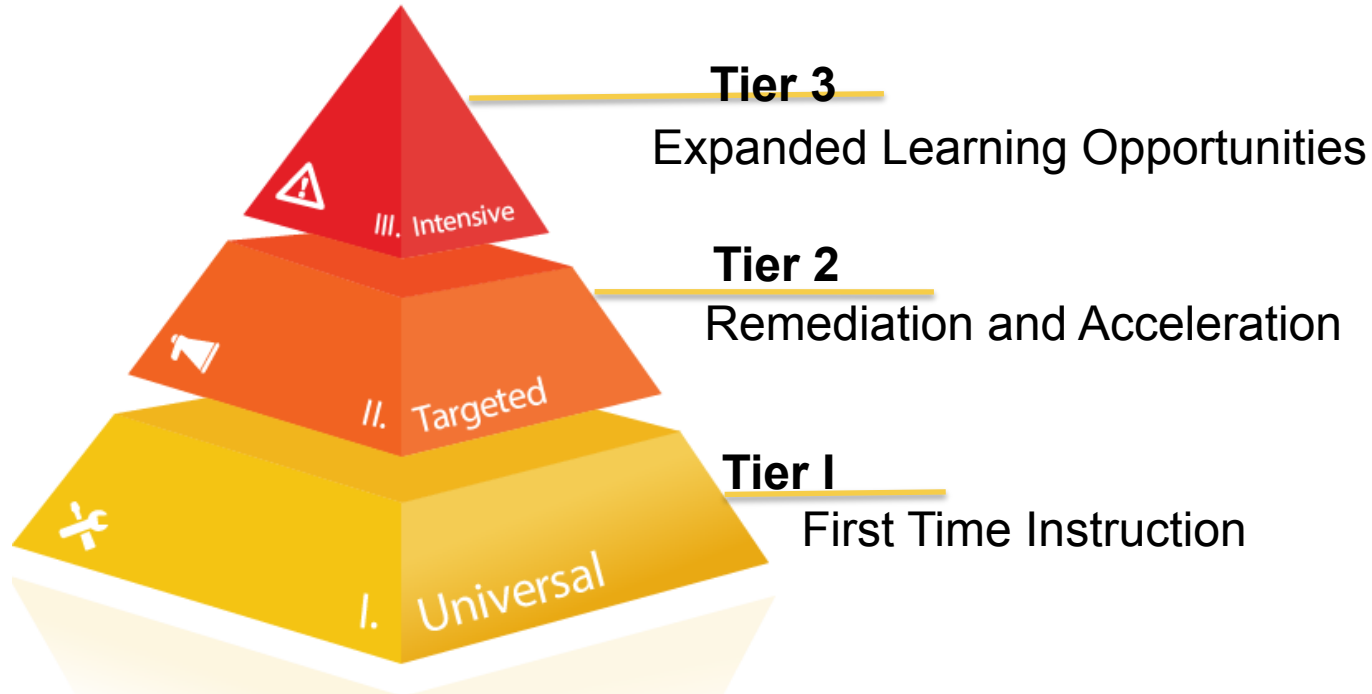 Tier 3
Expanded Learning Opportunities
III. Intensive
Tier 2
Remediation and Acceleration
II. Targeted
Tier I
First Time Instruction
I. Universal